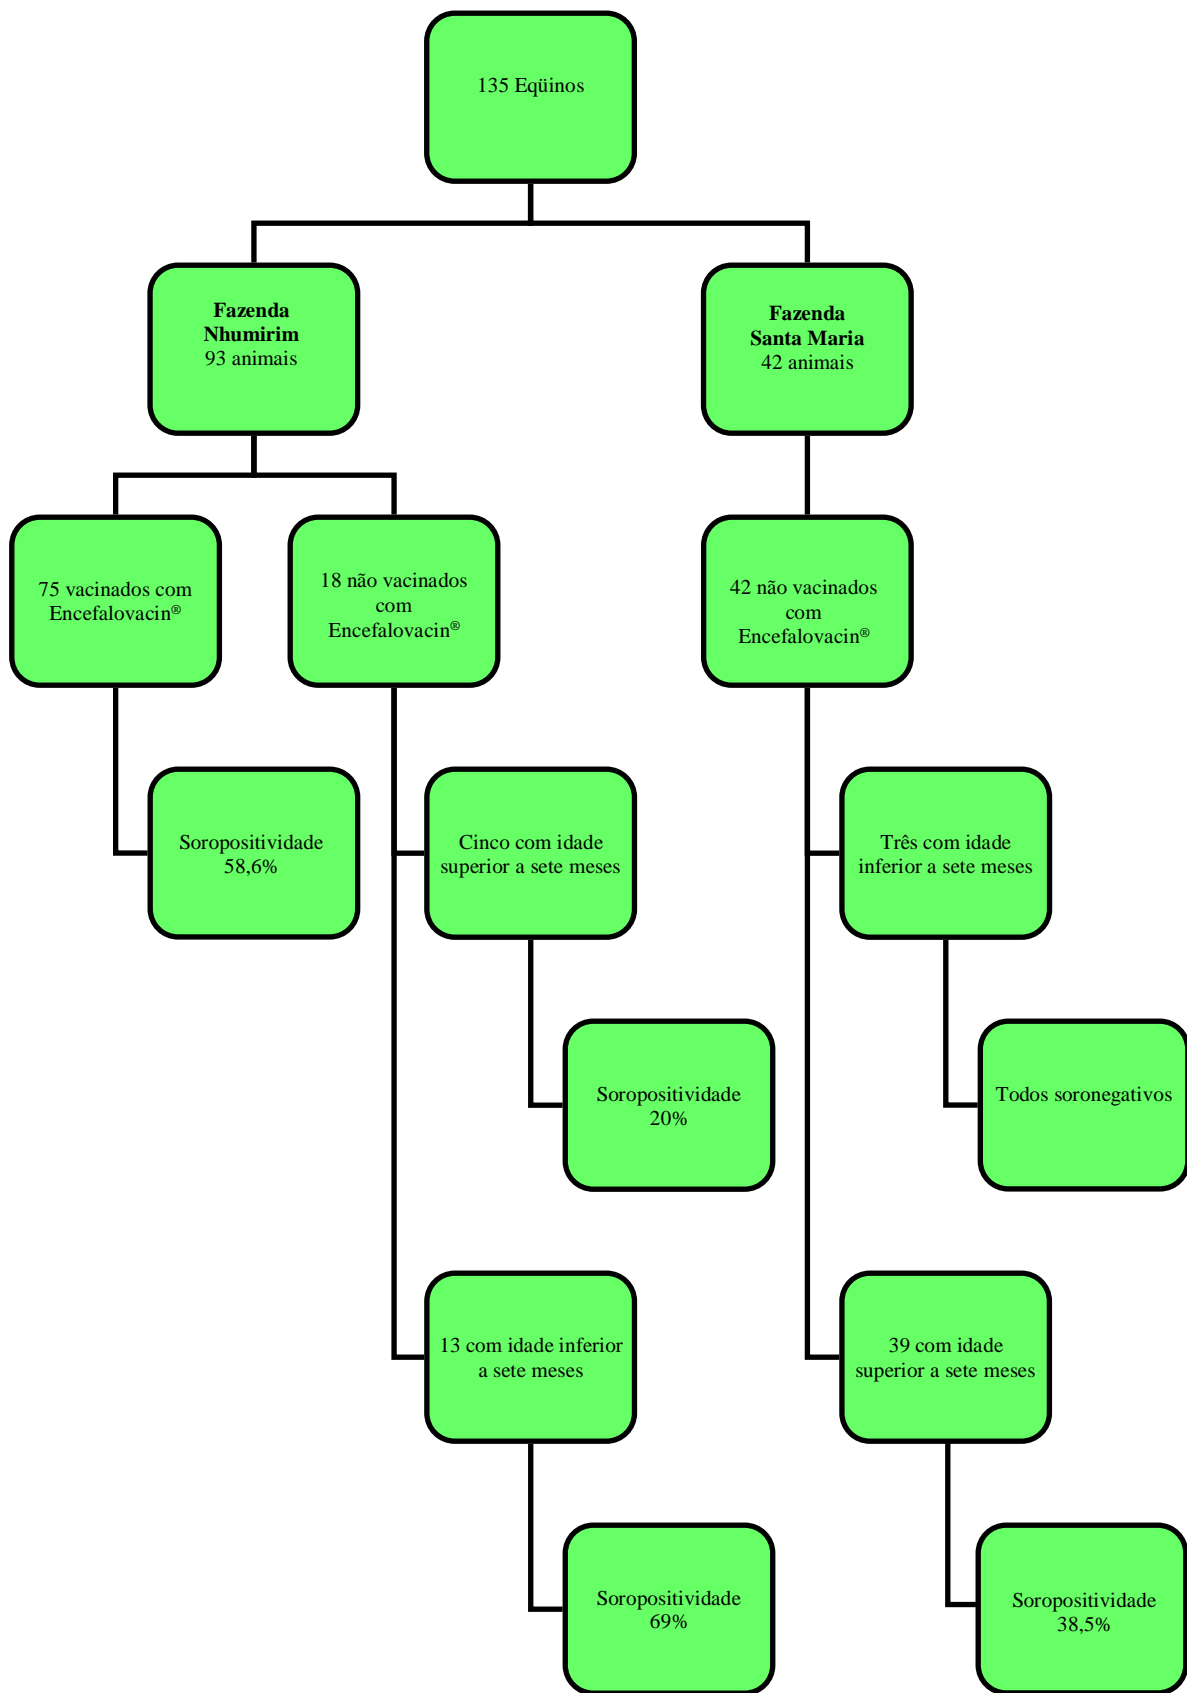 135 Eqüinos
Fazenda
Nhumirim
93 animais
Fazenda
Santa Maria
42 animais
75 vacinados com
Encefalovacin®
18 não vacinados
com
Encefalovacin®
42 não vacinados
com
Encefalovacin®
Soropositividade
58,6%
Cinco com idade
superior a sete meses
Três com idade
inferior a sete meses
Soropositividade
20%
Todos soronegativos
13 com idade inferior
a sete meses
39 com idade
superior a sete meses
Soropositividade
69%
Soropositividade
38,5%